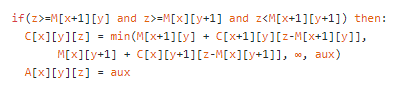 if(z>=M[x+1][y] and z>=M[x][y+1] and z<M[x+1][y+1]) then:
C[x][y][z] = min(M[x+1][y] + C[x+1][y][z-M[x+1][y]],
M[x][y+1] + C[x][y+1][z-M[x][y+1]], ∞, aux)
A[x][y][z] = aux